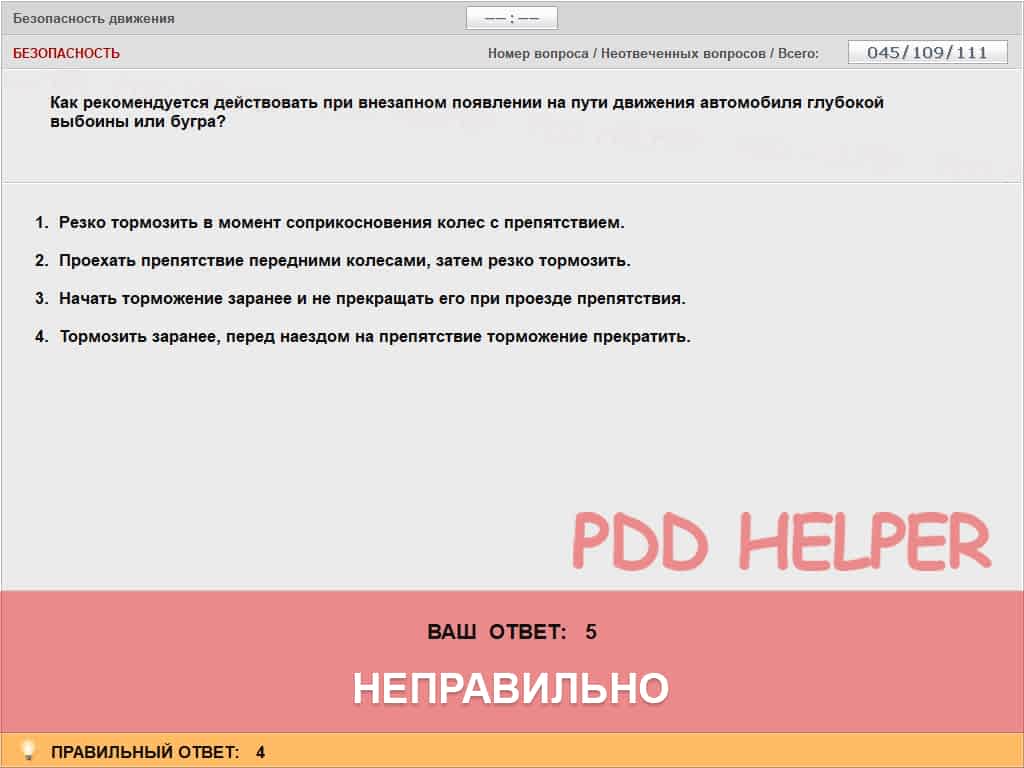 Безопасность движения
––:––
БЕЗОПАСНОСТЬ
Номер вопроса / Неотвеченных вопросов / Всего:
045/109/111
Как рекомендуется действовать при внезапном появлении на пути движения автомобиля глубокой
выбоины или бугра?
1. Резко тормозить в момент соприкосновения колес с препятствием.
2. Проехать препятствие передними колесами, затем резко тормозить.
3. Начать торможение заранее и не прекращать его при проезде препятствия.
4. Тормозить заранее, перед наездом на препятствие торможение прекратить.
PDD HELPER
ВАШ ОТВЕТ: 5
НЕПРАВИЛЬНО
ПРАВИЛЬНЫЙ ОТВЕТ: 4